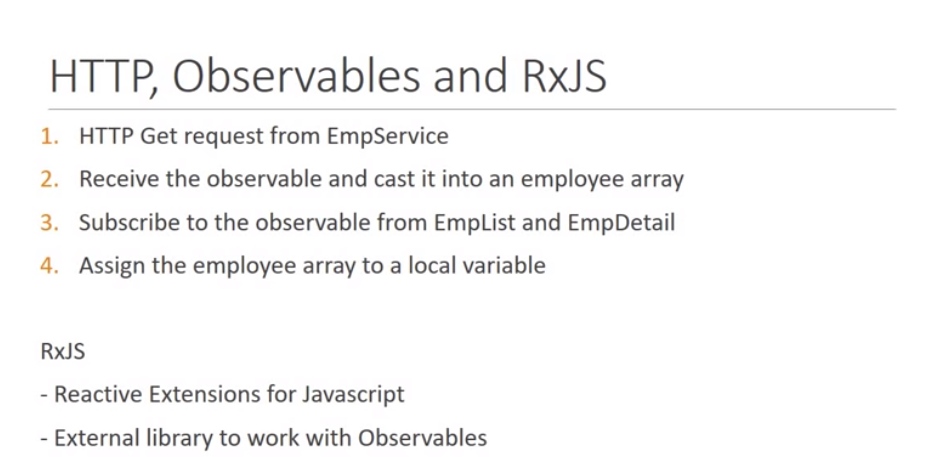 HTTP, Observables and RxJS
1. HTTP Get request from EmpService
2. Receive the observable and cast it into an employee array
3. Subscribe to the observable from EmpList and EmpDetail
4. Assign the employee array to a local variable
RxJS
- Reactive Extensions for Javascript
- External library to work with Observables